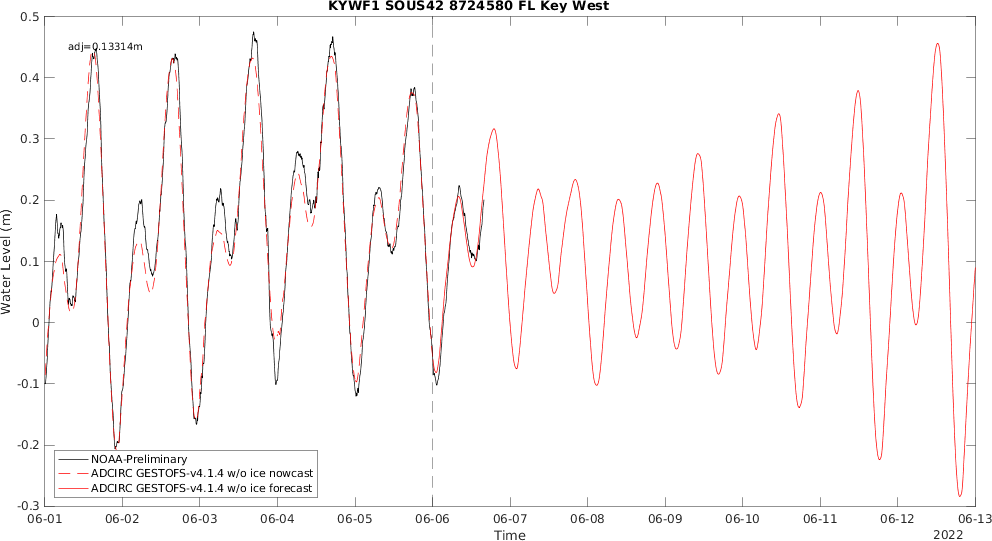 KYWF1 SOUS42 8724580 FL Key West
adj=0.13314m
0.5
0.4
0.3
0.2
0.1
0
-0.1
-0.2
-0.3
Water Level (m)
NOAA-Preliminary
ADCIRC GESTOFS-v4.1.4 w/o ice nowcast
ADCIRC GESTOFS-v4.1.4 w/o ice forecast
06-01 06-02 06-03 06-04 06-05 06-06 06-07 06-08 06-09 06-10 06-11 06-12 06-13
Time
2022